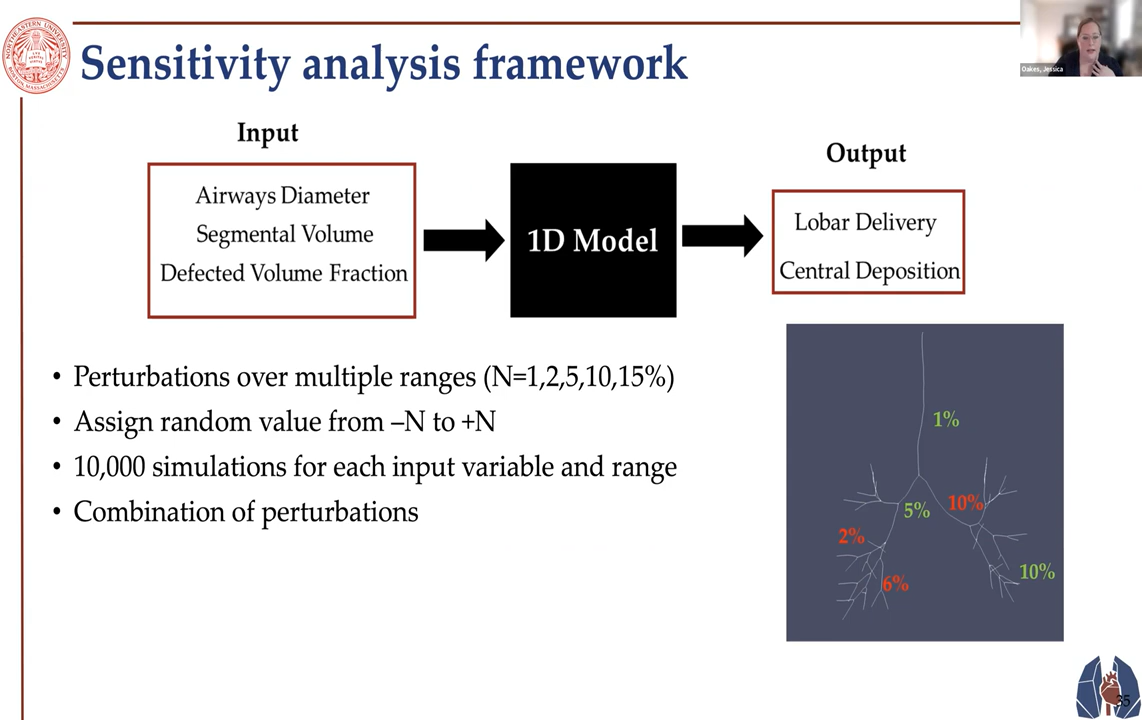 Sensitivity analysis framework
Oakes, Jessica
Input
Airways Diameter
Segmental Volume
Defected Volume Fraction
1D Model
Output
Lobar Delivery
Central Deposition
• Perturbations over multiple ranges (N=1,2,5,10,15%)
• Assign random value from –N to +N
• 10,000 simulations for each input variable and range
• Combination of perturbations
1%
5%
10%
2%
6%
10%
35